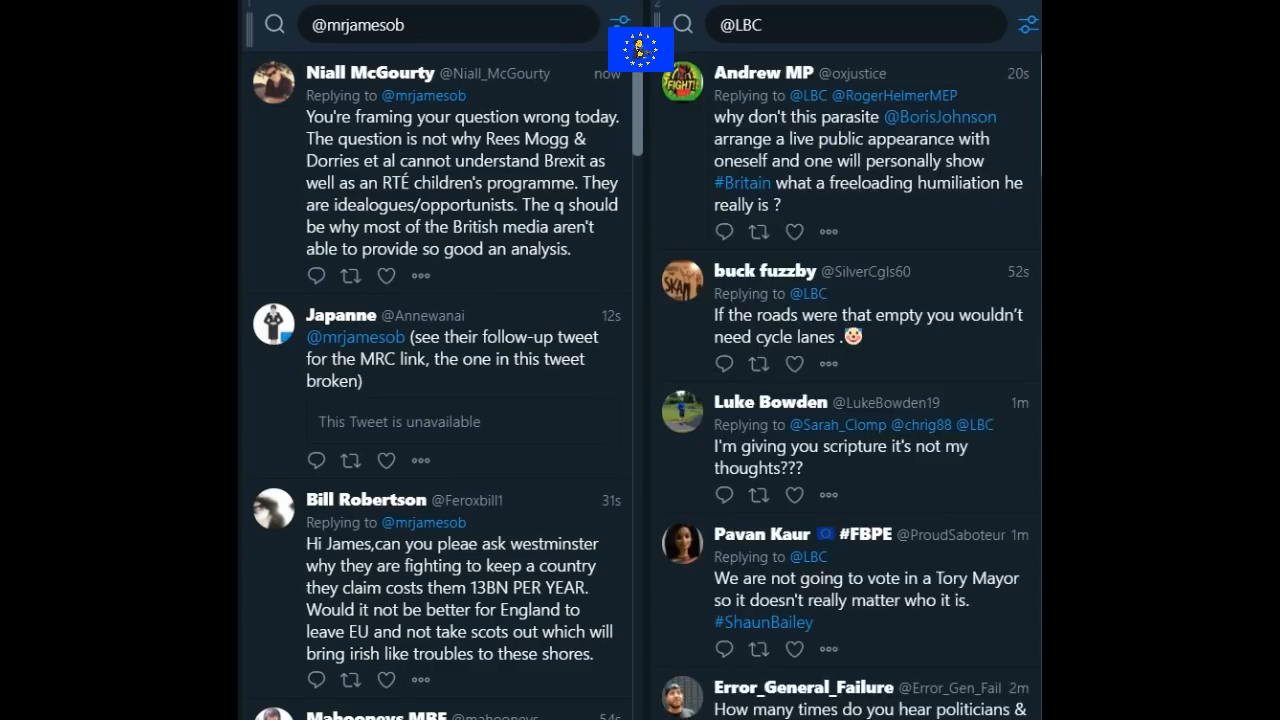 1
@mrjamesob
Niall McGourty @Niall_McGourty now
Replying to @mrjamesob
You're framing your question wrong today.
The question is not why Rees Mogg &
Dorries et al cannot understand Brexit as
well as an RTÉ children's programme. They
are idealogues/opportunists. The q should
be why most of the British media aren't
able to provide so good an analysis.
Japanne @Annewanai 12s
@mrjamesob (see their follow-up tweet
for the MRC link, the one in this tweet
broken)
This Tweet is unavailable
Bill Robertson @Feroxbill1 31s
Replying to @mrjamesob
Hi James,can you pleae ask westminster
why they are fighting to keep a country
they claim costs them 13BN PER YEAR.
Would it not be better for England to
leave EU and not take scots out which will
bring irish like troubles to these shores.
Mahooneys MBE @mahooneys 54s
2
@LBC
Andrew MP @oxjustice 20s
Replying to @LBC @RogerHelmerMEP
why don't this parasite @BorisJohnson
arrange a live public appearance with
oneself and one will personally show
#Britain what a freeloading humiliation he
really is ?
buck fuzzby @SilverCgls60 52s
Replying to @LBC
If the roads were that empty you wouldn't
need cycle lanes .🤡
Luke Bowden @LukeBowden19 1m
Replying to @Sarah_Clomp @chrig88 @LBC
I'm giving you scripture it's not my
thoughts???
Pavan Kaur 🇪🇺 #FBPE @ProudSaboteur 1m
Replying to @LBC
We are not going to vote in a Tory Mayor
so it doesn't really matter who it is.
#ShaunBailey
Error_General_Failure @Error_Gen_Fail 2m
How many times do you hear politicians &